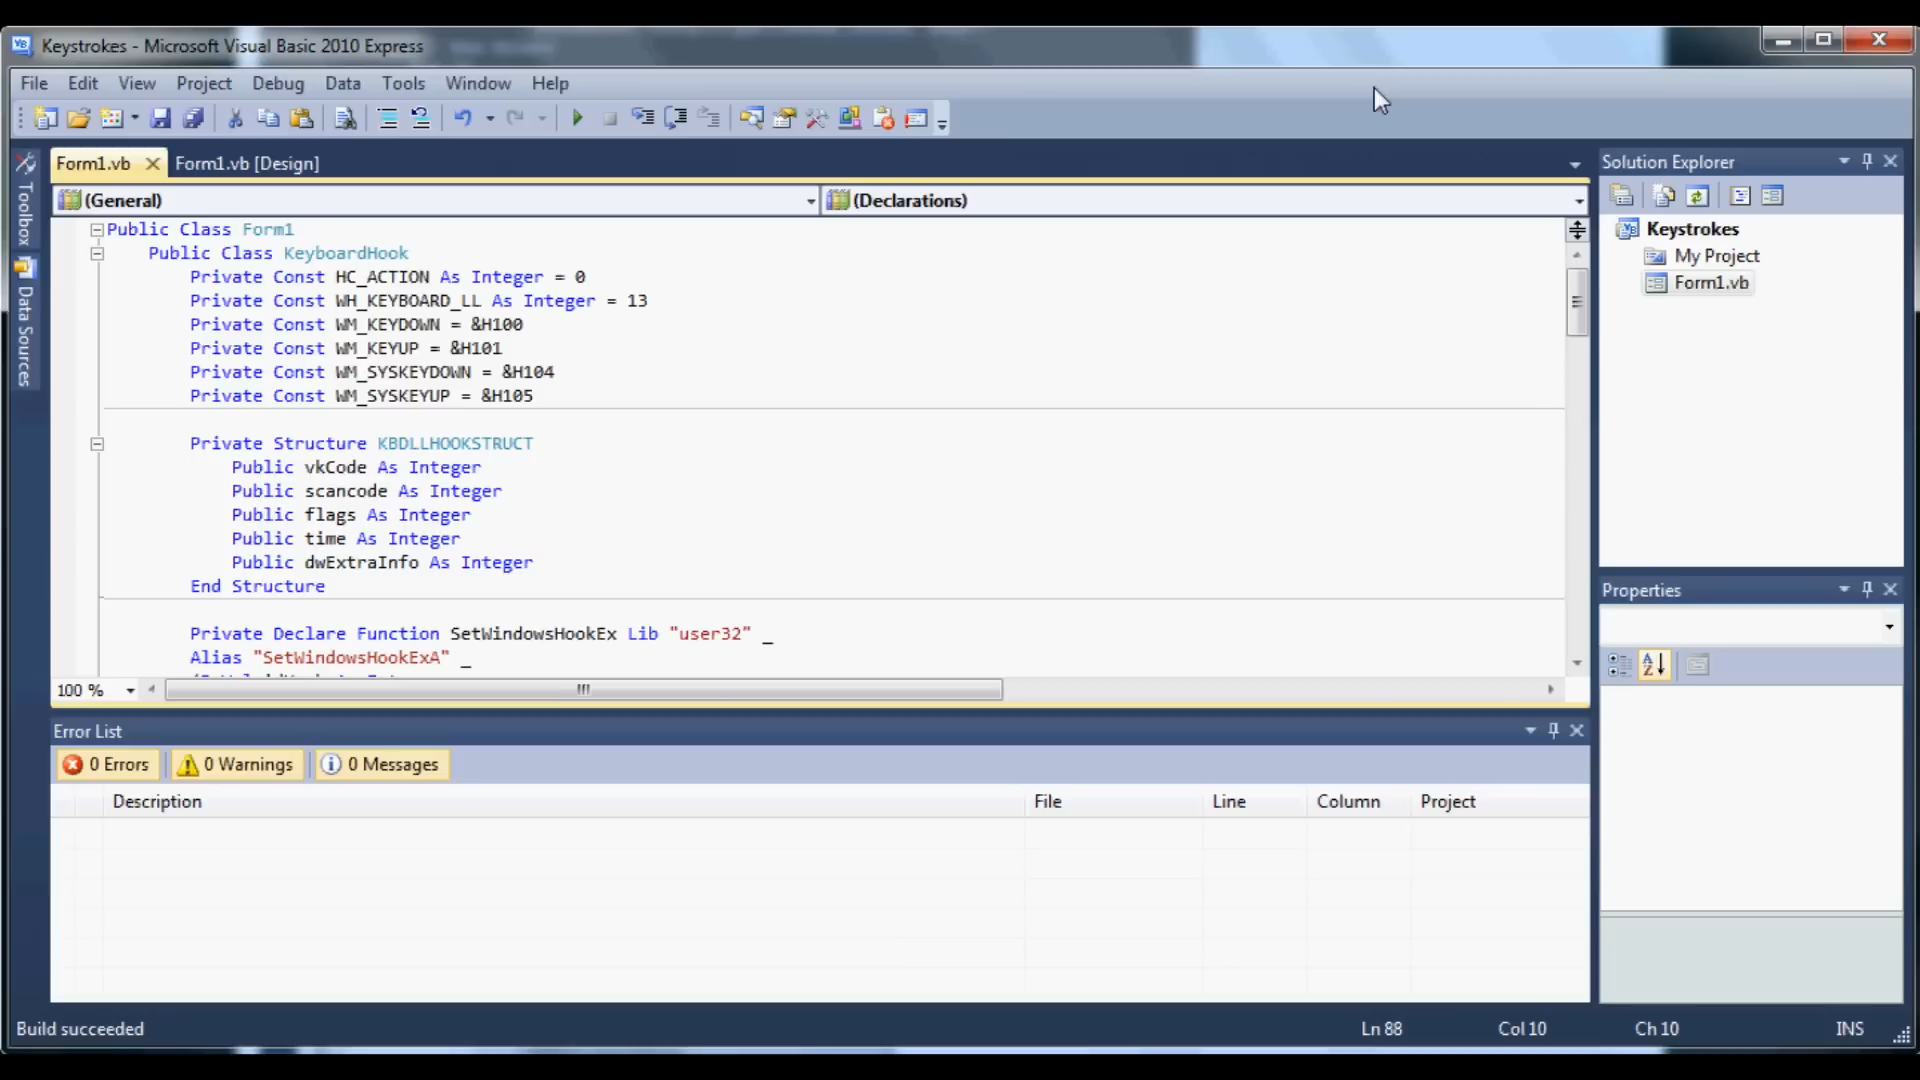 Keystrokes - Microsoft Visual Basic 2010 Express
File Edit View Project Debug Data Tools Window Help
Form1.vb Form1.vb [Design]
(General) (Declarations)
Public Class Form1
Public Class KeyboardHook
Private Const HC_ACTION As Integer = 0
Private Const WH_KEYBOARD_LL As Integer = 13
Private Const WM_KEYDOWN = &H100
Private Const WM_KEYUP = &H101
Private Const WM_SYSKEYDOWN = &H104
Private Const WM_SYSKEYUP = &H105
Private Structure KBDLLHOOKSTRUCT
Public vkCode As Integer
Public scancode As Integer
Public flags As Integer
Public time As Integer
Public dwExtraInfo As Integer
End Structure
Private Declare Function SetWindowsHookEx Lib "user32" _
Alias "SetWindowsHookExA" _
100 %
Toolbox
Data Sources
Solution Explorer
Keystrokes
My Project
Form1.vb
Properties
Error List
0 Errors 0 Warnings 0 Messages
Description File Line Column Project
Build succeeded Ln 88 Col 10 Ch 10 INS